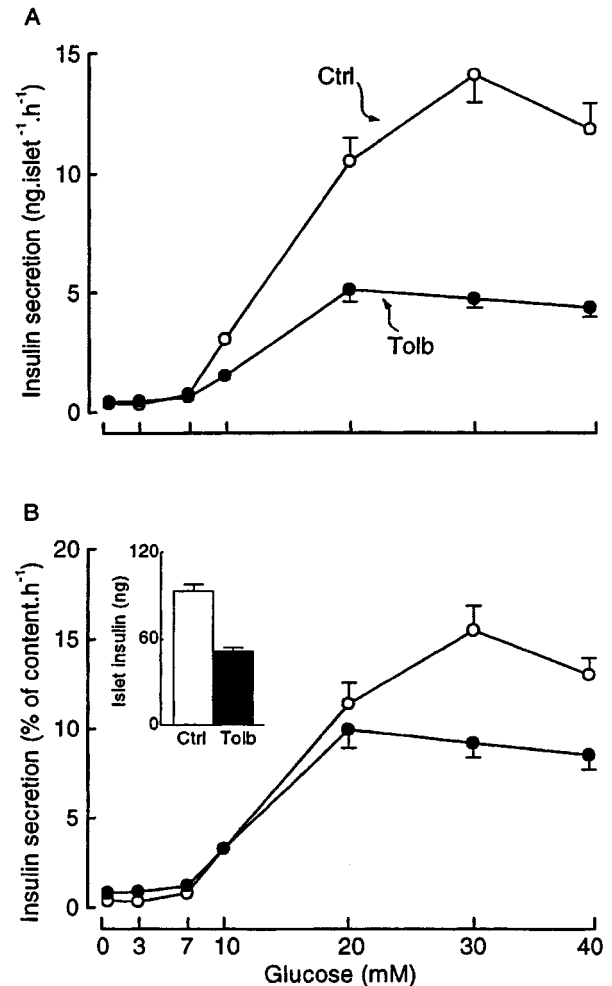 A
Insulin secretion (ng.islet⁻¹.h⁻¹)
15
10
5
0
Ctrl
Tolb
B
Insulin secretion (% of content.h⁻¹)
20
15
10
5
0
Islet insulin (ng)
120
60
0
Ctrl Tolb
0 3 7 10 20 30 40
Glucose (mM)